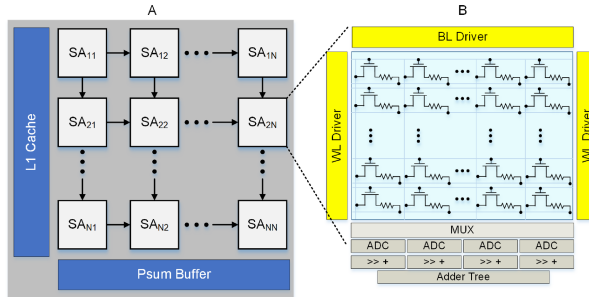 A
SA11 SA12 SA1N
SA21 SA22 SA2N
SAN1 SAN2 SANN
L1 Cache
Psum Buffer
B
BL Driver
WL Driver
WL Driver
MUX
ADC ADC ADC ADC
>> + >> + >> + >> +
Adder Tree